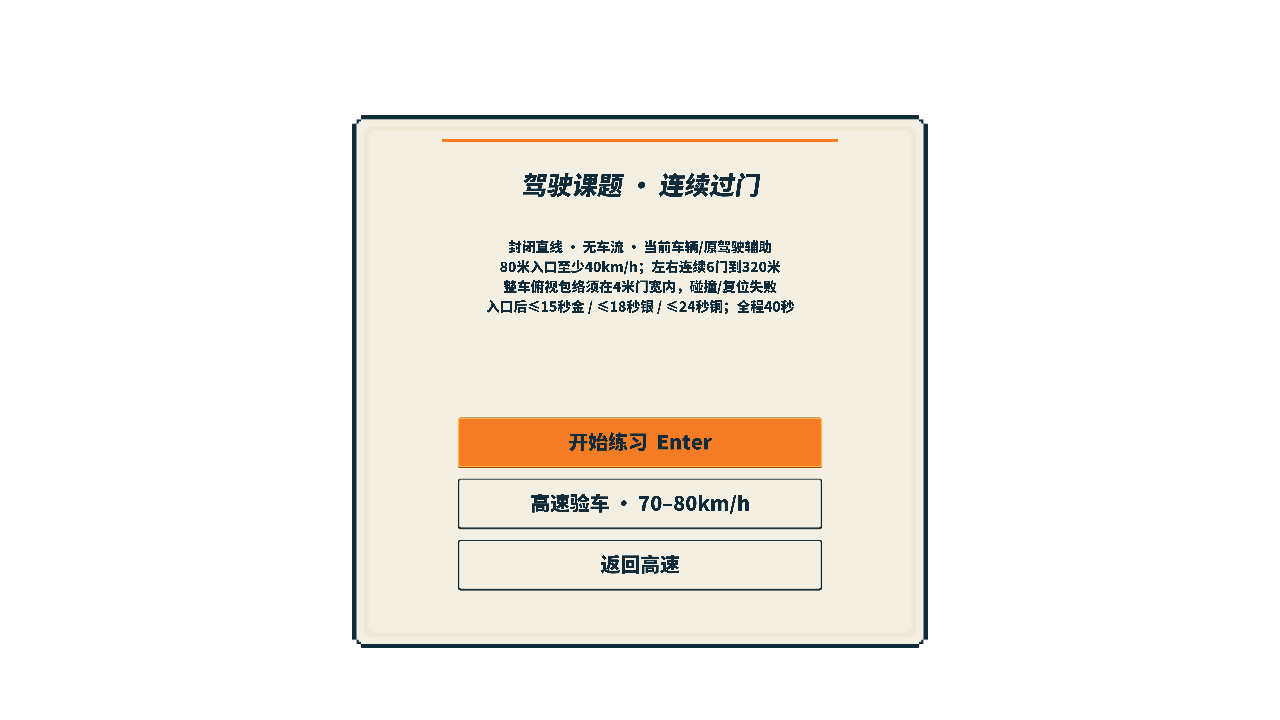 驾驶课题 · 连续过门
封闭直线 · 无车流 · 当前车辆/原驾驶辅助
80米入口至少40km/h；左右连续6门到320米
整车俯视包络须在4米门宽内，碰撞/复位失败
入口后≤15秒金 / ≤18秒银 / ≤24秒铜；全程40秒
开始练习 Enter
高速验车 · 70–80km/h
返回高速